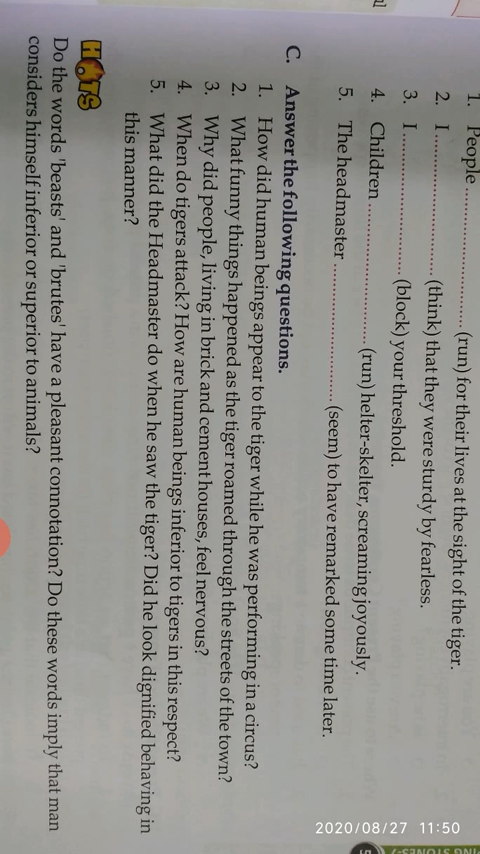 1. People .............................. (run) for their lives at the sight of the tiger.
2. I .............................. (think) that they were sturdy by fearless.
3. I .............................. (block) your threshold.
4. Children .............................. (run) helter-skelter, screaming joyously.
5. The headmaster .............................. (seem) to have remarked some time later.
C. Answer the following questions.
1. How did human beings appear to the tiger while he was performing in a circus?
2. What funny things happened as the tiger roamed through the streets of the town?
3. Why did people, living in brick and cement houses, feel nervous?
4. When do tigers attack? How are human beings inferior to tigers in this respect?
5. What did the Headmaster do when he saw the tiger? Did he look dignified behaving in
this manner?
HOTS
Do the words 'beasts' and 'brutes' have a pleasant connotation? Do these words imply that man
considers himself inferior or superior to animals?
2020/08/27 11:50